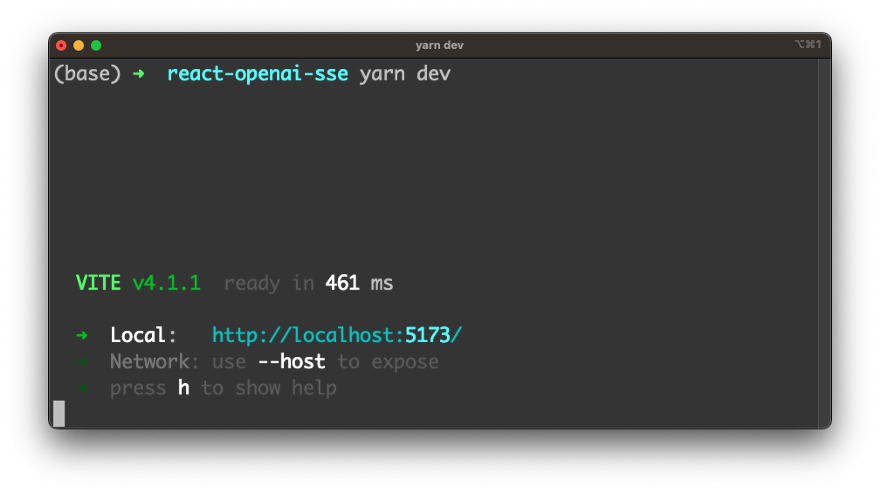 yarn dev
⌥⌘1
(base) ➜ react-openai-sse yarn dev
VITE v4.1.1 ready in 461 ms
➜ Local: http://localhost:5173/
➜ Network: use --host to expose
➜ press h to show help